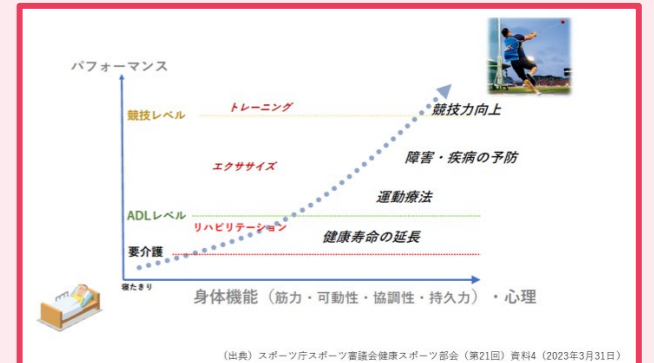 パフォーマンス
競技レベル
トレーニング
競技力向上
エクササイズ
障害・疾病の予防
運動療法
ADLレベル
リハビリテーション
健康寿命の延長
要介護
寝たきり
身体機能（筋力・可動性・協調性・持久力）・心理
（出典）スポーツ庁スポーツ審議会健康スポーツ部会（第21回）資料4（2023年3月31日）